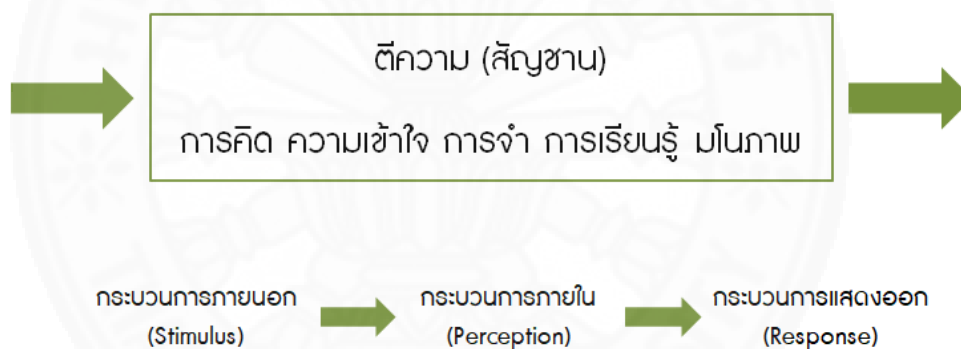 ตีความ (สัญชาน)
การคิด ความเข้าใจ การจำ การเรียนรู้ มโนภาพ
กระบวนการภายนอก กระบวนการภายใน กระบวนการแสดงออก
(Stimulus) (Perception) (Response)